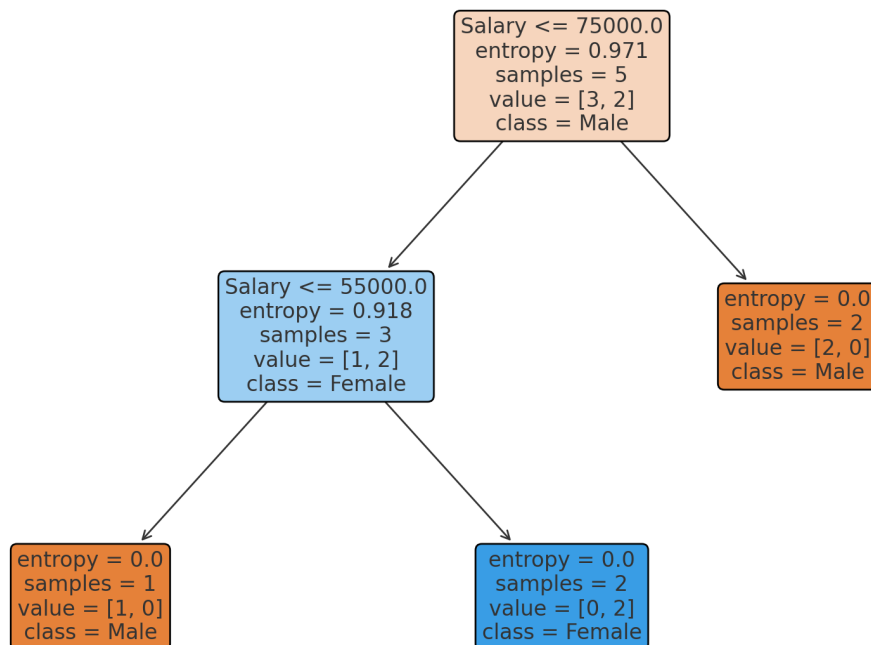 Salary <= 75000.0
entropy = 0.971
samples = 5
value = [3, 2]
class = Male
Salary <= 55000.0
entropy = 0.918
samples = 3
value = [1, 2]
class = Female
entropy = 0.0
samples = 2
value = [2, 0]
class = Male
entropy = 0.0
samples = 1
value = [1, 0]
class = Male
entropy = 0.0
samples = 2
value = [0, 2]
class = Female